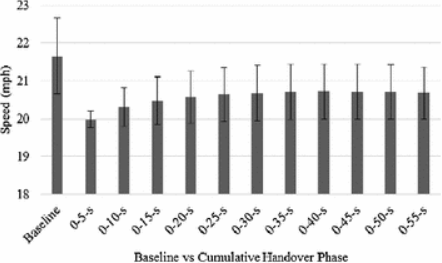 23
22
21
20
19
18
Speed (mph)
Baseline
0-5-s
0-10-s
0-15-s
0-20-s
0-25-s
0-30-s
0-35-s
0-40-s
0-45-s
0-50-s
0-55-s
Baseline vs Cumulative Handover Phase